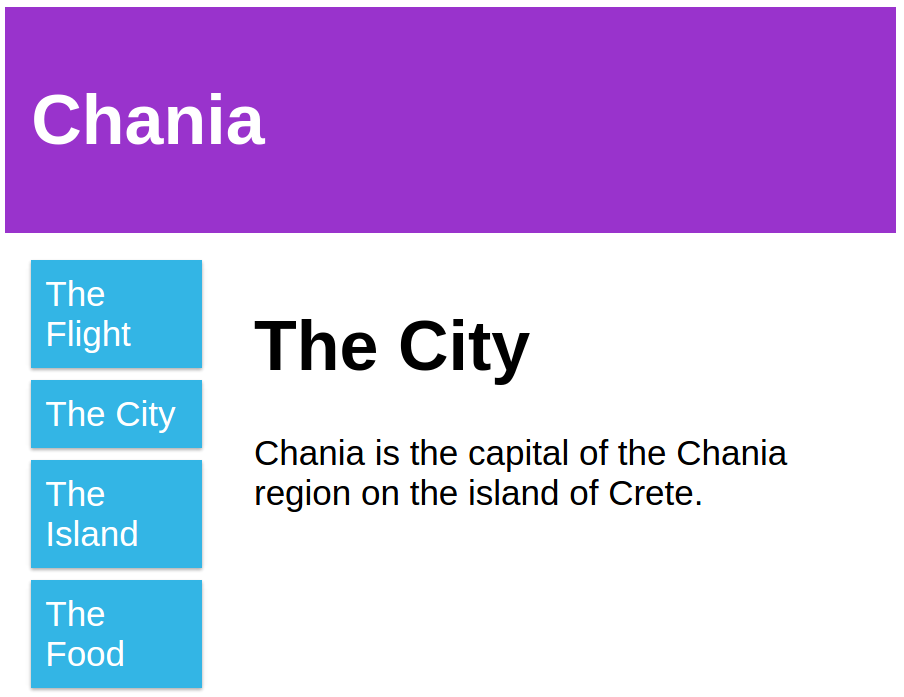 Chania
The
Flight
The City
The
Island
The
Food
The City
Chania is the capital of the Chania
region on the island of Crete.